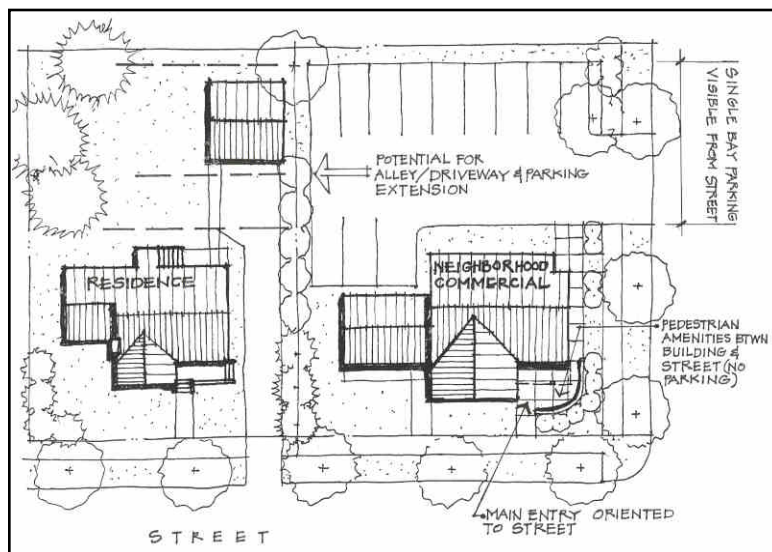 SINGLE BAY PARKING
VISIBLE FROM STREET
POTENTIAL FOR
ALLEY/DRIVEWAY & PARKING
EXTENSION
RESIDENCE
NEIGHBORHOOD
COMMERCIAL
PEDESTRIAN
AMENITIES BTWN
BUILDING &
STREET (NO
PARKING)
MAIN ENTRY ORIENTED
TO STREET
STREET